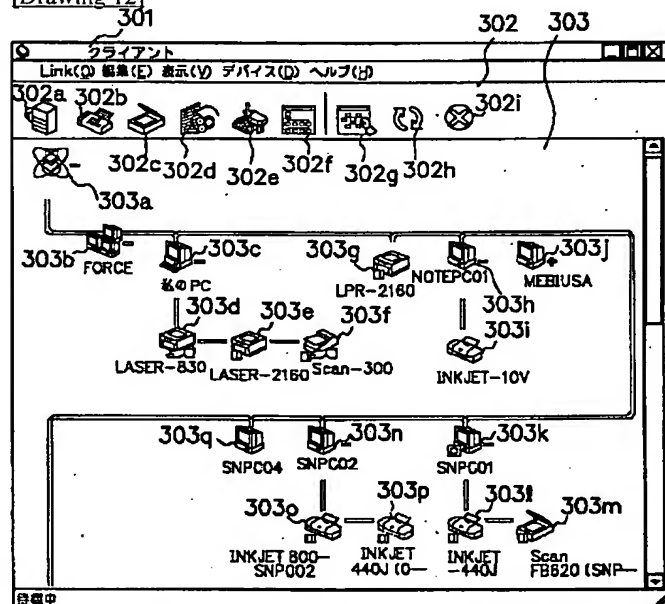 [Drawing 12]
301
302
303
クライアント
Link(O) 編集(E) 表示(V) デバイス(D) ヘルプ(H)
302a
302b
302c
302d
302e
302f
302g
302h
302i
303a
303b
FORCE
303c
私のPC
303g
LPR-2160
NOTEPC01
303h
303j
MEBIUSA
303d
LASER-830
303e
LASER-2160
303f
Scan-300
303i
INKJET-10V
303q
SNPC04
303n
SNPC02
303k
SNPC01
303o
INKJET 800-
SNP002
303p
INKJET
440J (0-
303l
INKJET
-440J
303m
Scan
FB620 (SNP-
待機中